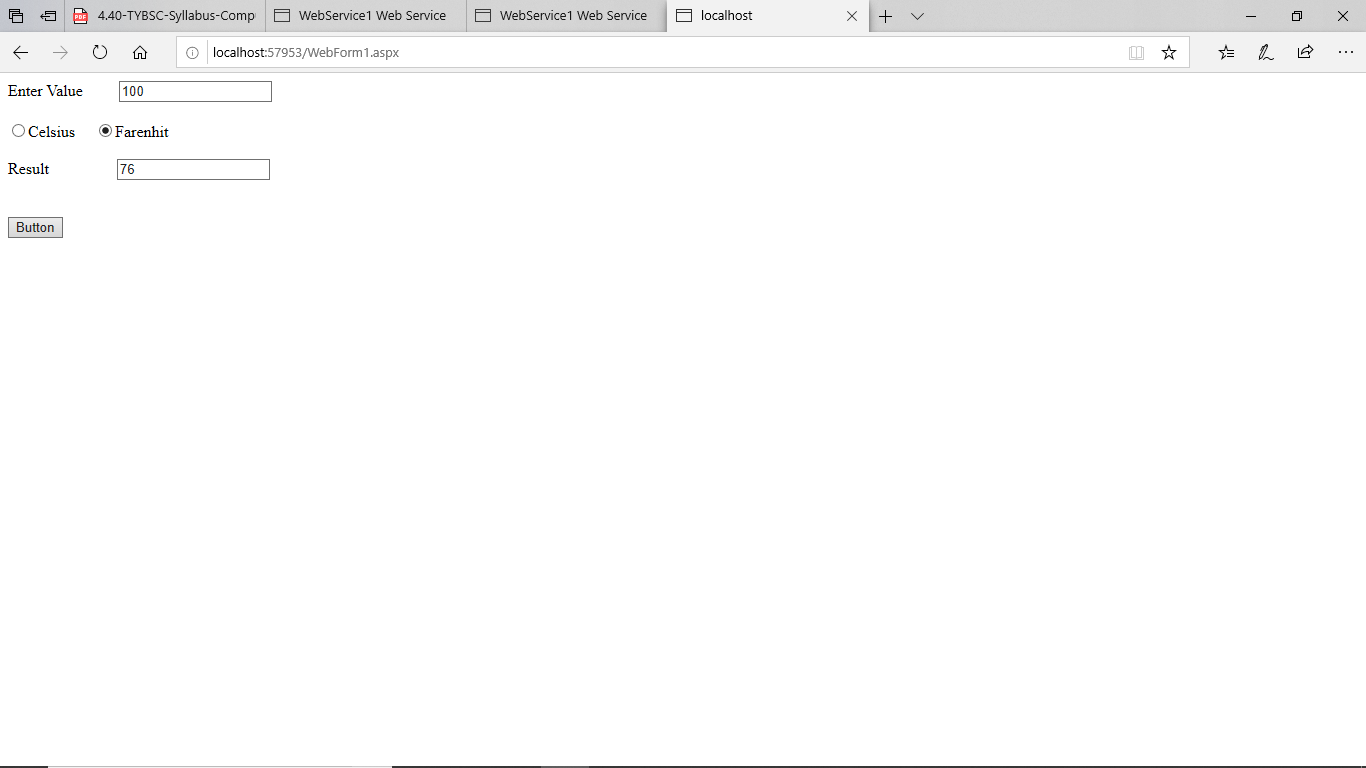 4.40-TYBSC-Syllabus-Comp
WebService1 Web Service
WebService1 Web Service
localhost
localhost:57953/WebForm1.aspx
Enter Value 100
Celsius Farenhit
Result 76
Button